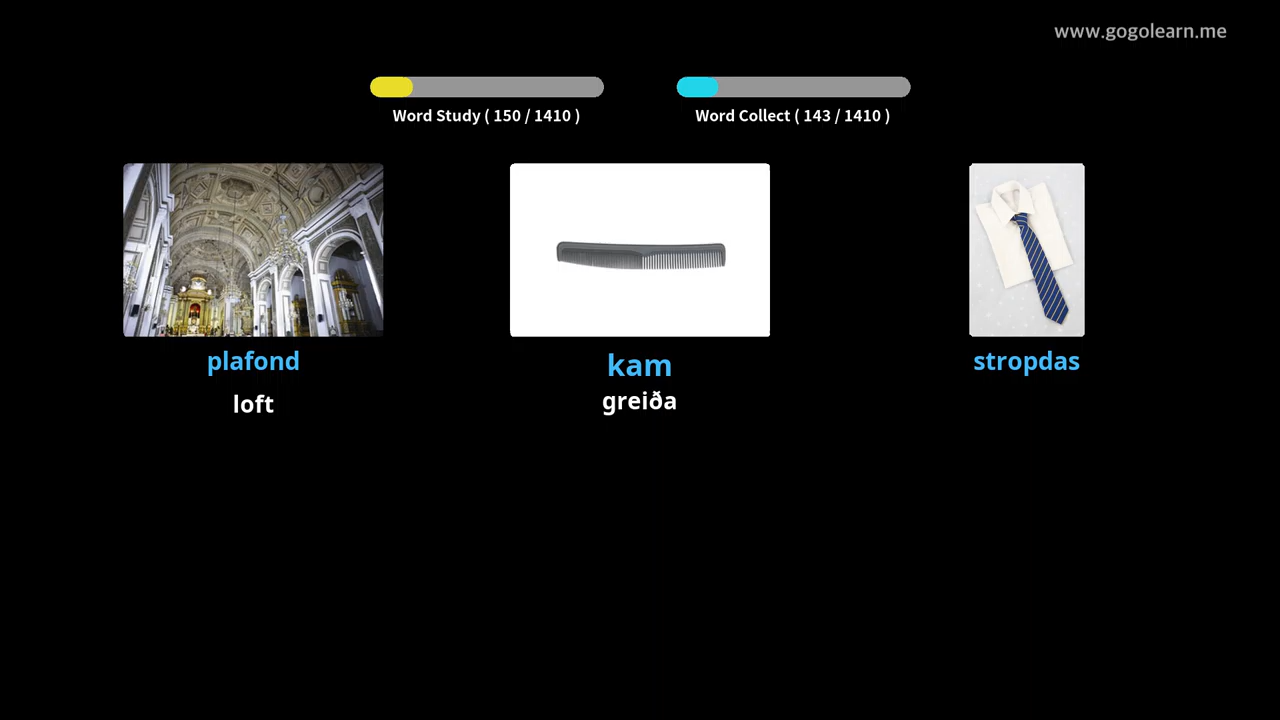 www.gogolearn.me
Word Study ( 150 / 1410 )
Word Collect ( 143 / 1410 )
plafond
kam
stropdas
loft
greiða